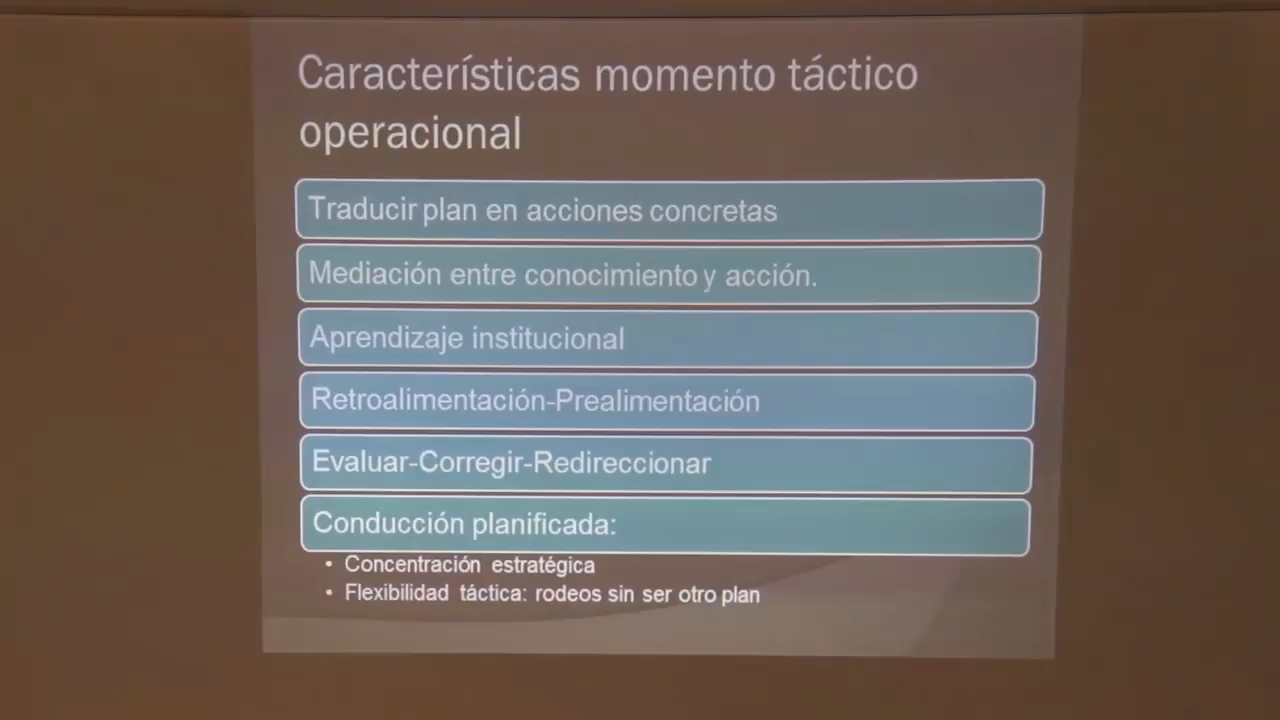 Características momento táctico
operacional
Traducir plan en acciones concretas
Mediación entre conocimiento y acción.
Aprendizaje institucional
Retroalimentación-Prealimentación
Evaluar-Corregir-Redireccionar
Conducción planificada:
• Concentración estratégica
• Flexibilidad táctica: rodeos sin ser otro plan